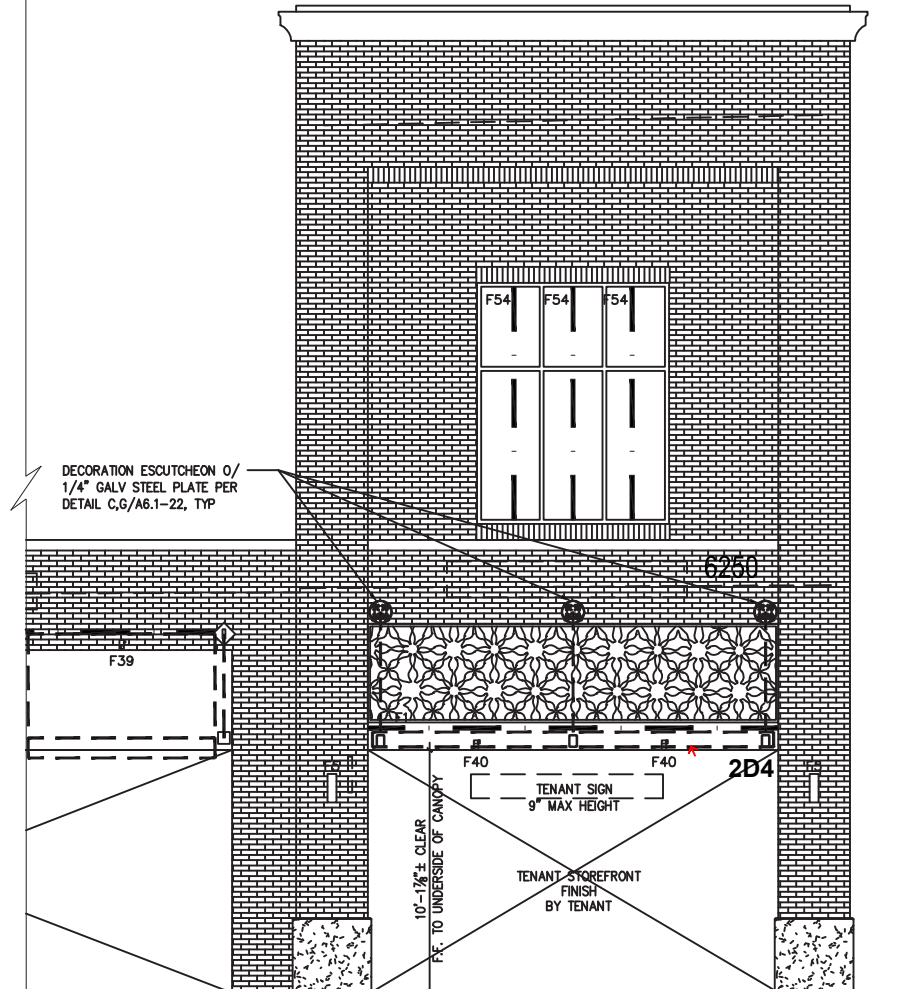 F54 F54 F54
DECORATION ESCUTCHEON O/
1/4" GALV STEEL PLATE PER
DETAIL C,G/A6.1-22, TYP
6250
F39
F40 F40
2D4
TENANT SIGN
9" MAX HEIGHT
10'-1⅞"± CLEAR
F.F. TO UNDERSIDE OF CANOPY
TENANT STOREFRONT
FINISH
BY TENANT